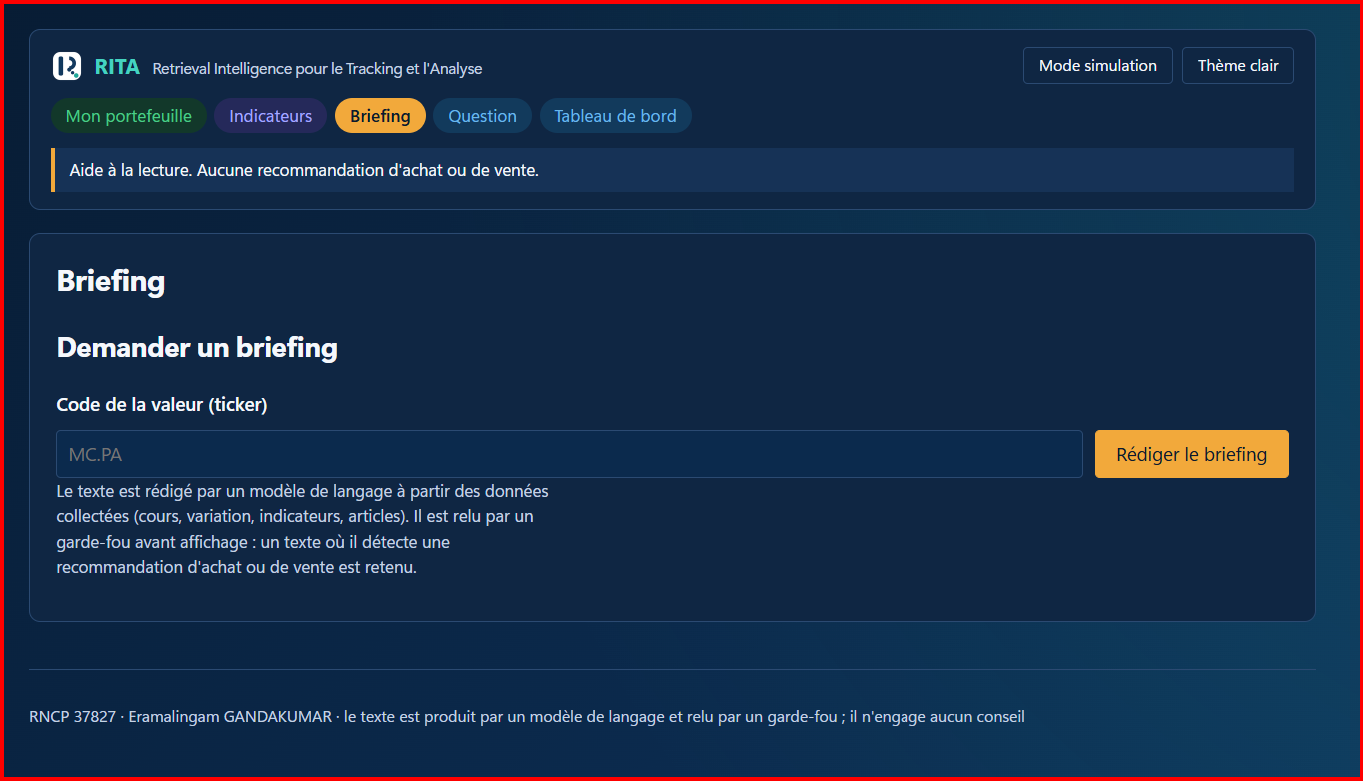 RITA Retrieval Intelligence pour le Tracking et l'Analyse
Mode simulation
Thème clair
Mon portefeuille
Indicateurs
Briefing
Question
Tableau de bord
Aide à la lecture. Aucune recommandation d'achat ou de vente.
Briefing
Demander un briefing
Code de la valeur (ticker)
MC.PA
Rédiger le briefing
Le texte est rédigé par un modèle de langage à partir des données
collectées (cours, variation, indicateurs, articles). Il est relu par un
garde-fou avant affichage : un texte où il détecte une
recommandation d'achat ou de vente est retenu.
RNCP 37827 · Eramalingam GANDAKUMAR · le texte est produit par un modèle de langage et relu par un garde-fou ; il n'engage aucun conseil